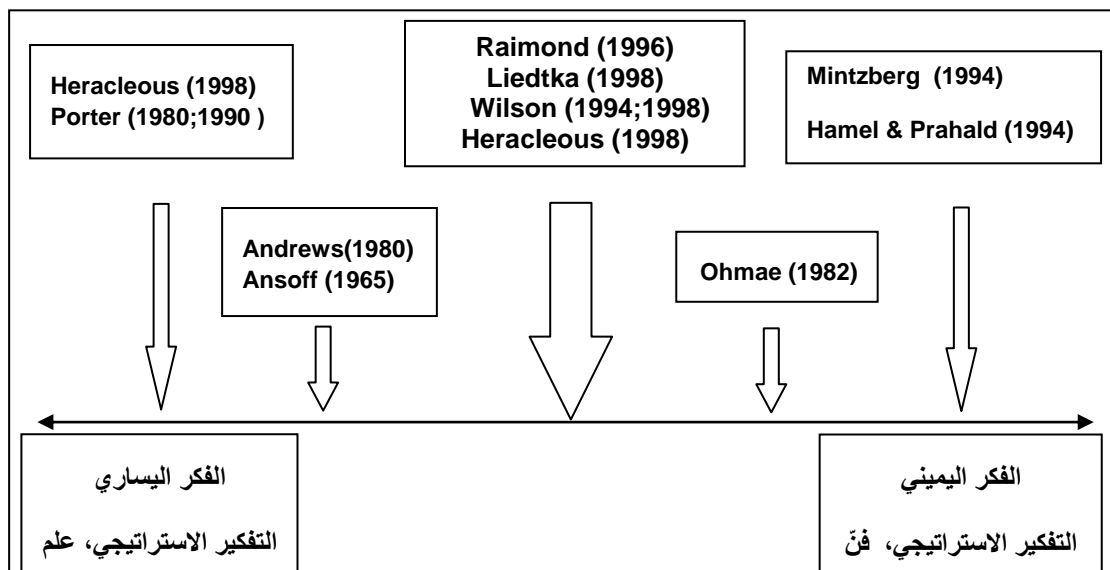 Heracleous (1998)
Porter (1980;1990 )
Raimond (1996)
Liedtka (1998)
Wilson (1994;1998)
Heracleous (1998)
Mintzberg (1994)
Hamel & Prahald (1994)
Andrews(1980)
Ansoff (1965)
Ohmae (1982)
الفكر اليساري
التفكير الاستراتيجي، علم
الفكر اليميني
التفكير الاستراتيجي، فنّ